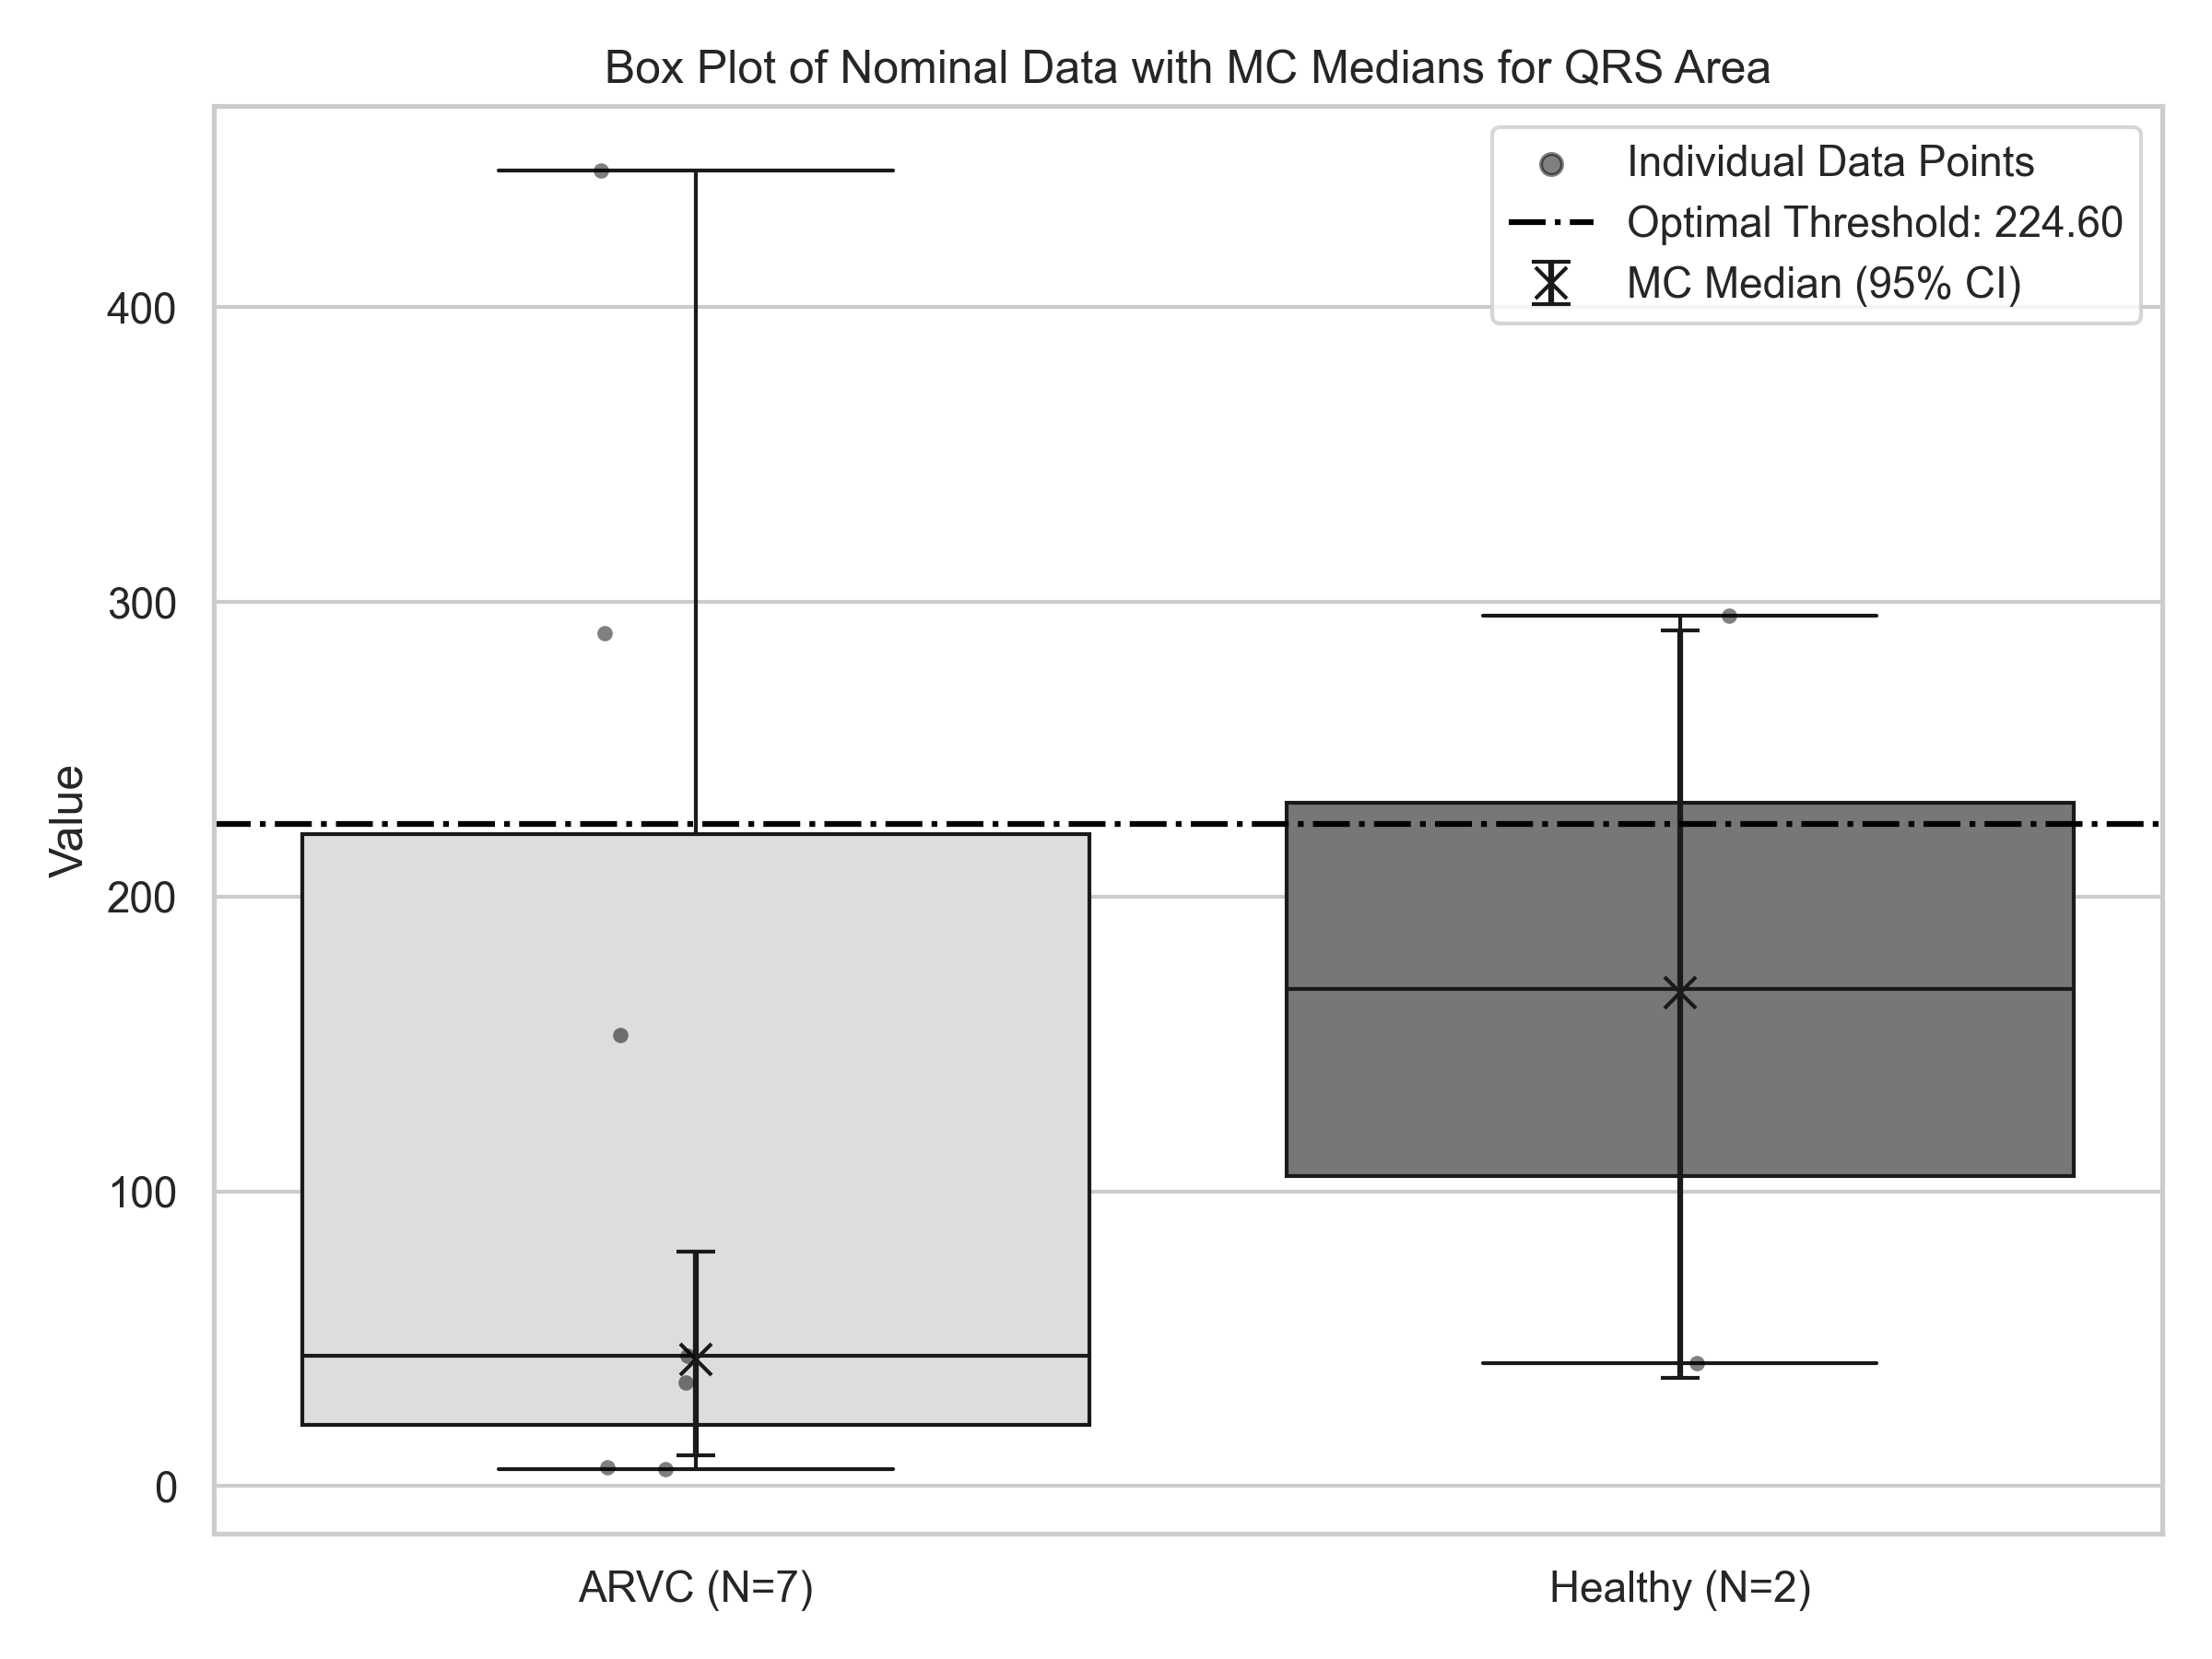 Box Plot of Nominal Data with MC Medians for QRS Area
Individual Data Points
Optimal Threshold: 224.60
MC Median (95% CI)
Value
400
300
200
100
0
ARVC (N=7)
Healthy (N=2)